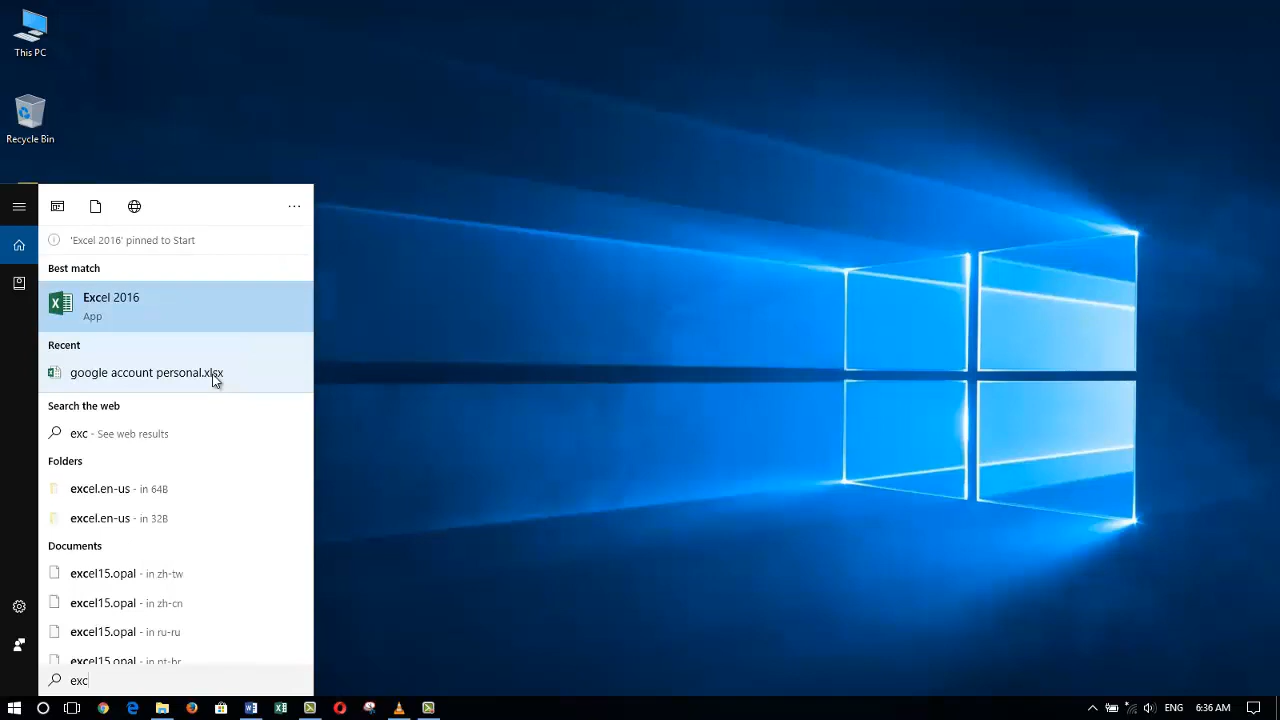 This PC
Recycle Bin
'Excel 2016' pinned to Start
Best match
Excel 2016
App
Recent
google account personal.xlsx
Search the web
exc - See web results
Folders
excel.en-us - in 64B
excel.en-us - in 32B
Documents
excel15.opal - in zh-tw
excel15.opal - in zh-cn
excel15.opal - in ru-ru
excel15.opal - in pt-br
exc
ENG
6:36 AM